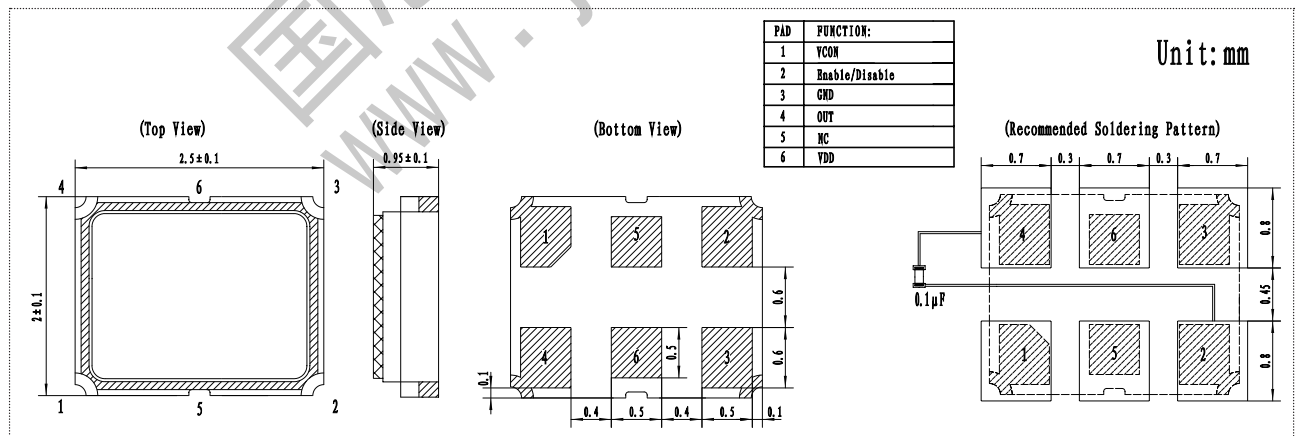 国
www.j
PAD FUNCTION:
1 VCON
2 Enable/Disable
3 GND
4 OUT
5 NC
6 VDD
Unit:mm
(Top View)
2.5±0.1
4 6 3
2±0.1
1 5 2
(Side View)
0.95±0.1
(Bottom View)
1 5 2
4 6 3
0.6
0.5
0.6
0.1
0.4 0.5 0.4 0.5 0.1
(Recommended Soldering Pattern)
0.7 0.3 0.7 0.3 0.7
4 6 3
0.8
0.1μF
0.45
1 5 2
0.8